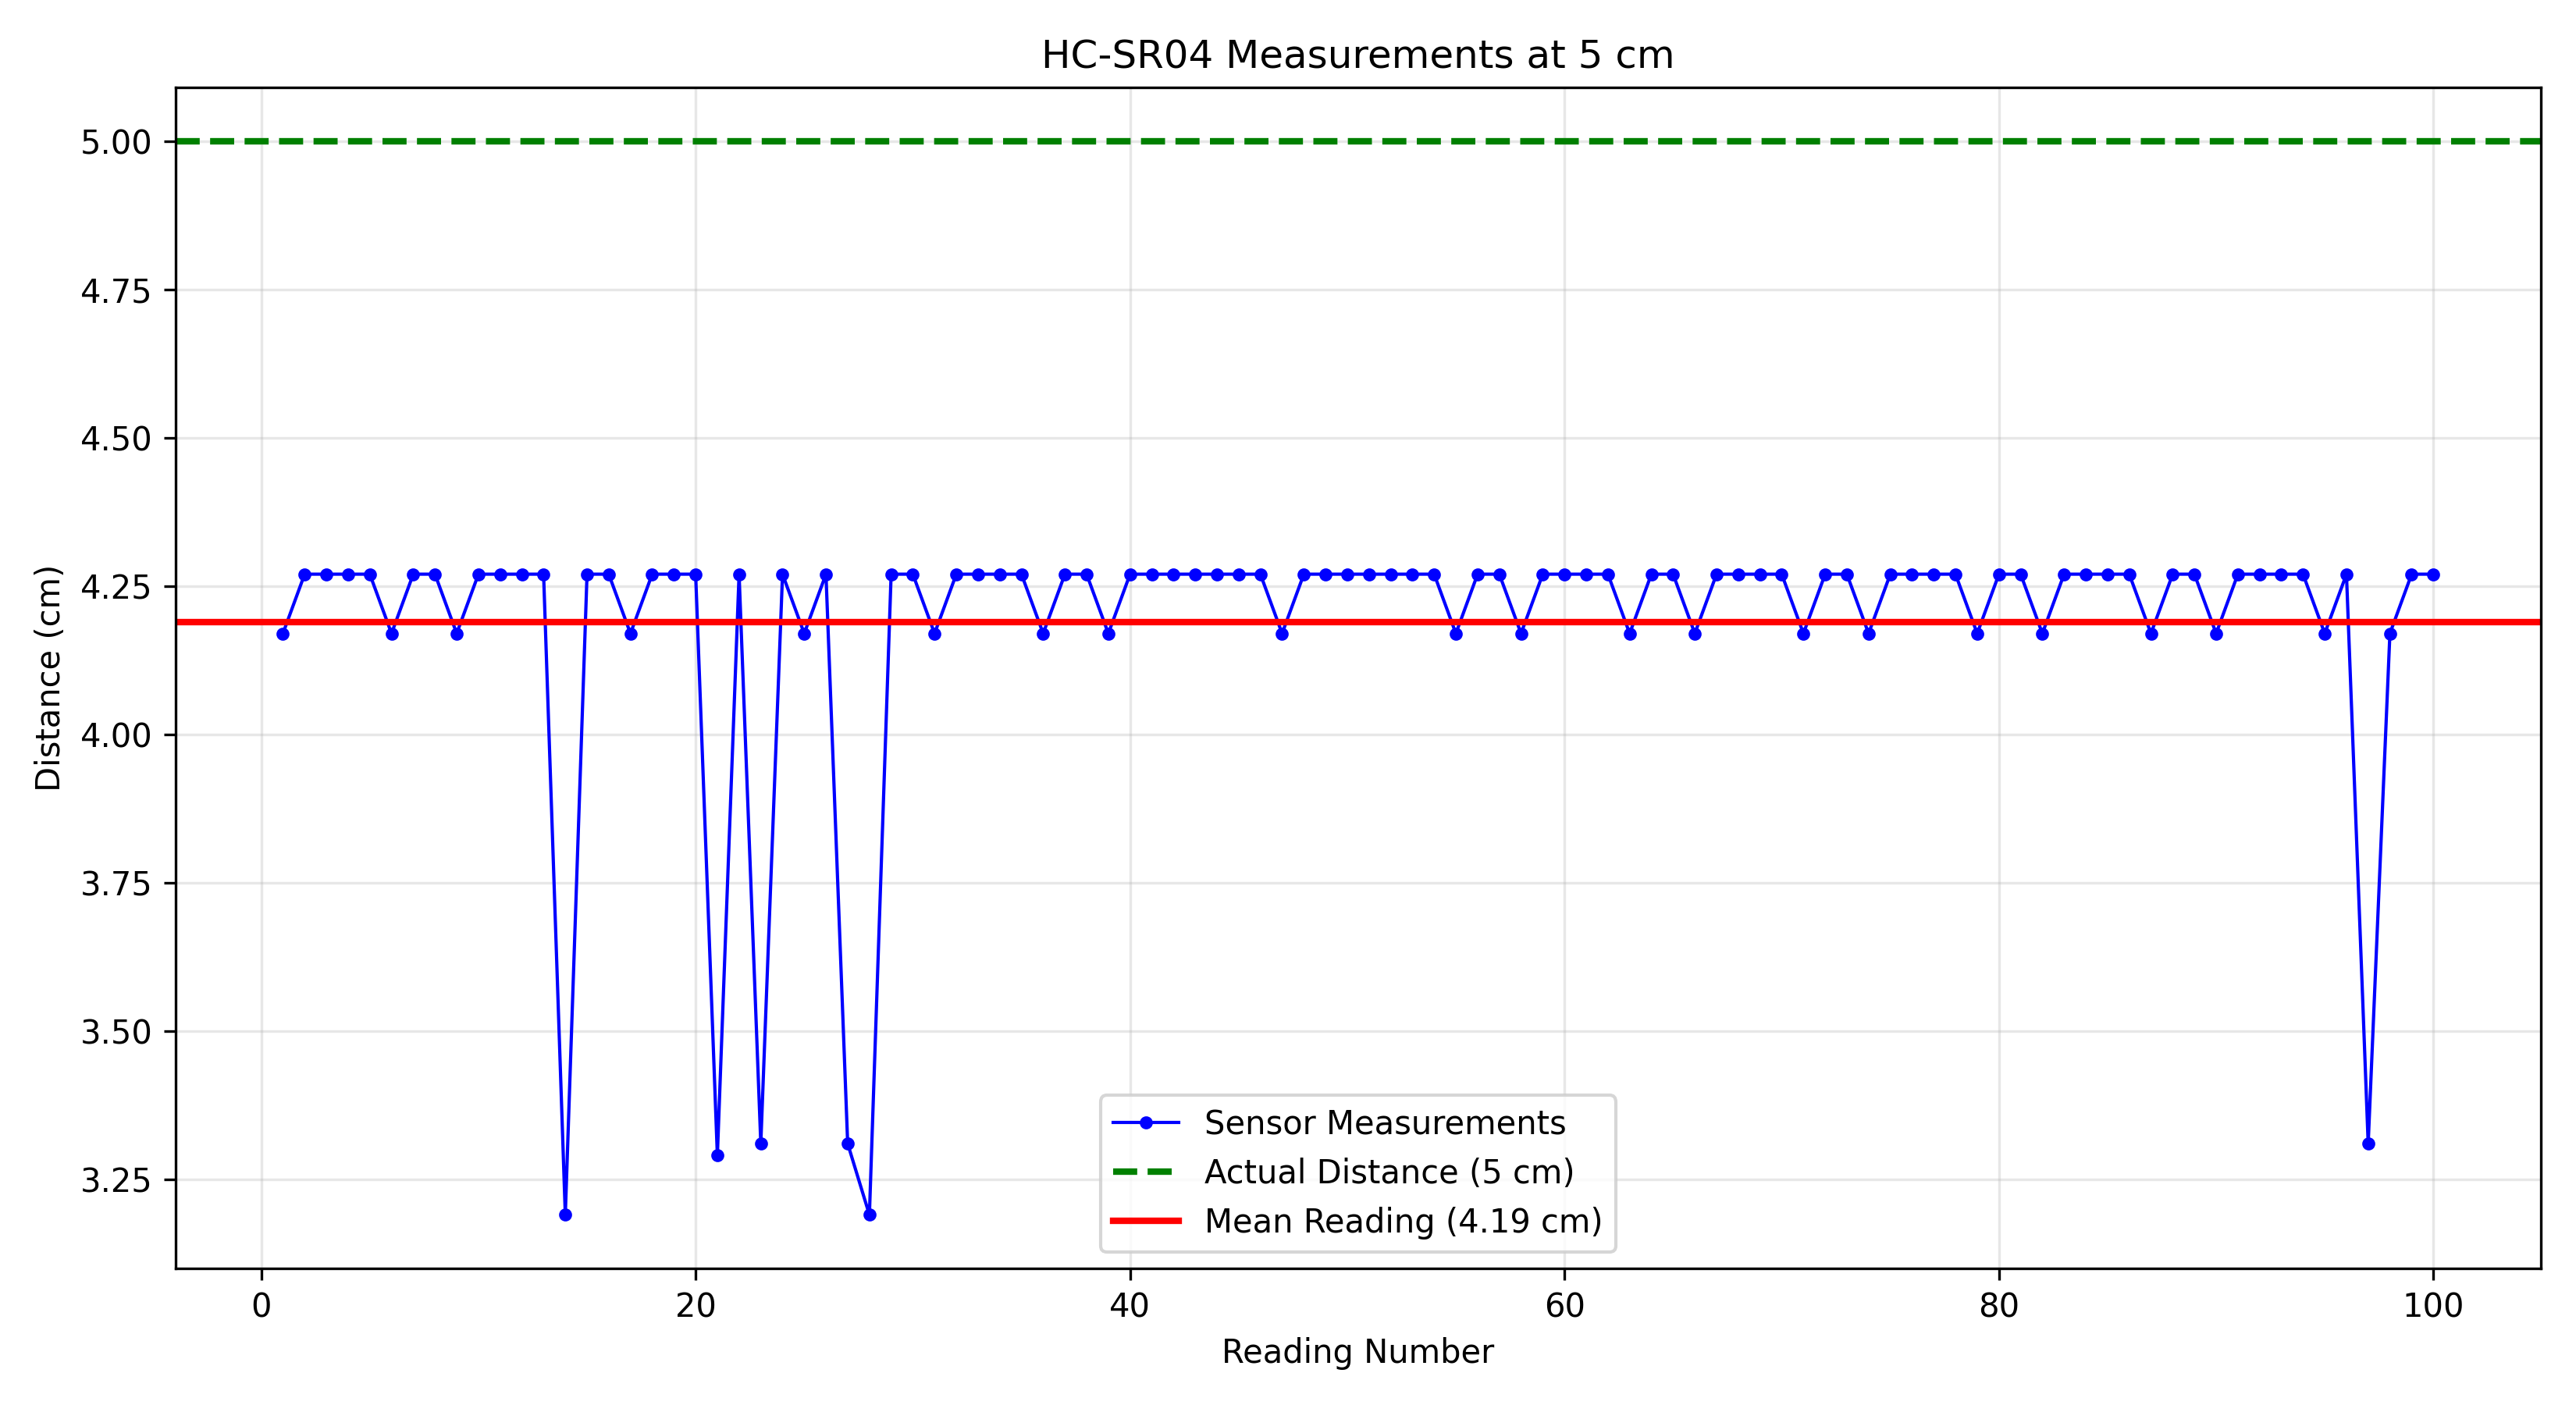 HC-SR04 Measurements at 5 cm
5.00
4.75
4.50
4.25
4.00
3.75
3.50
3.25
Distance (cm)
Sensor Measurements
Actual Distance (5 cm)
Mean Reading (4.19 cm)
0 20 40 60 80 100
Reading Number